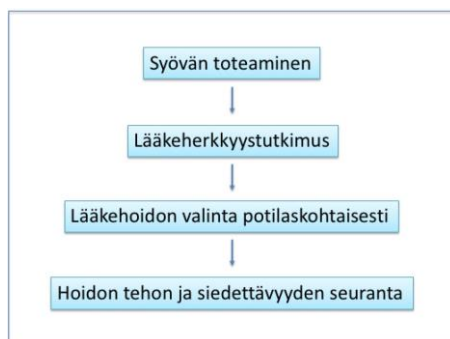 Syövän toteaminen
Lääkeherkkyystutkimus
Lääkehoidon valinta potilaskohtaisesti
Hoidon tehon ja siedettävyyden seuranta